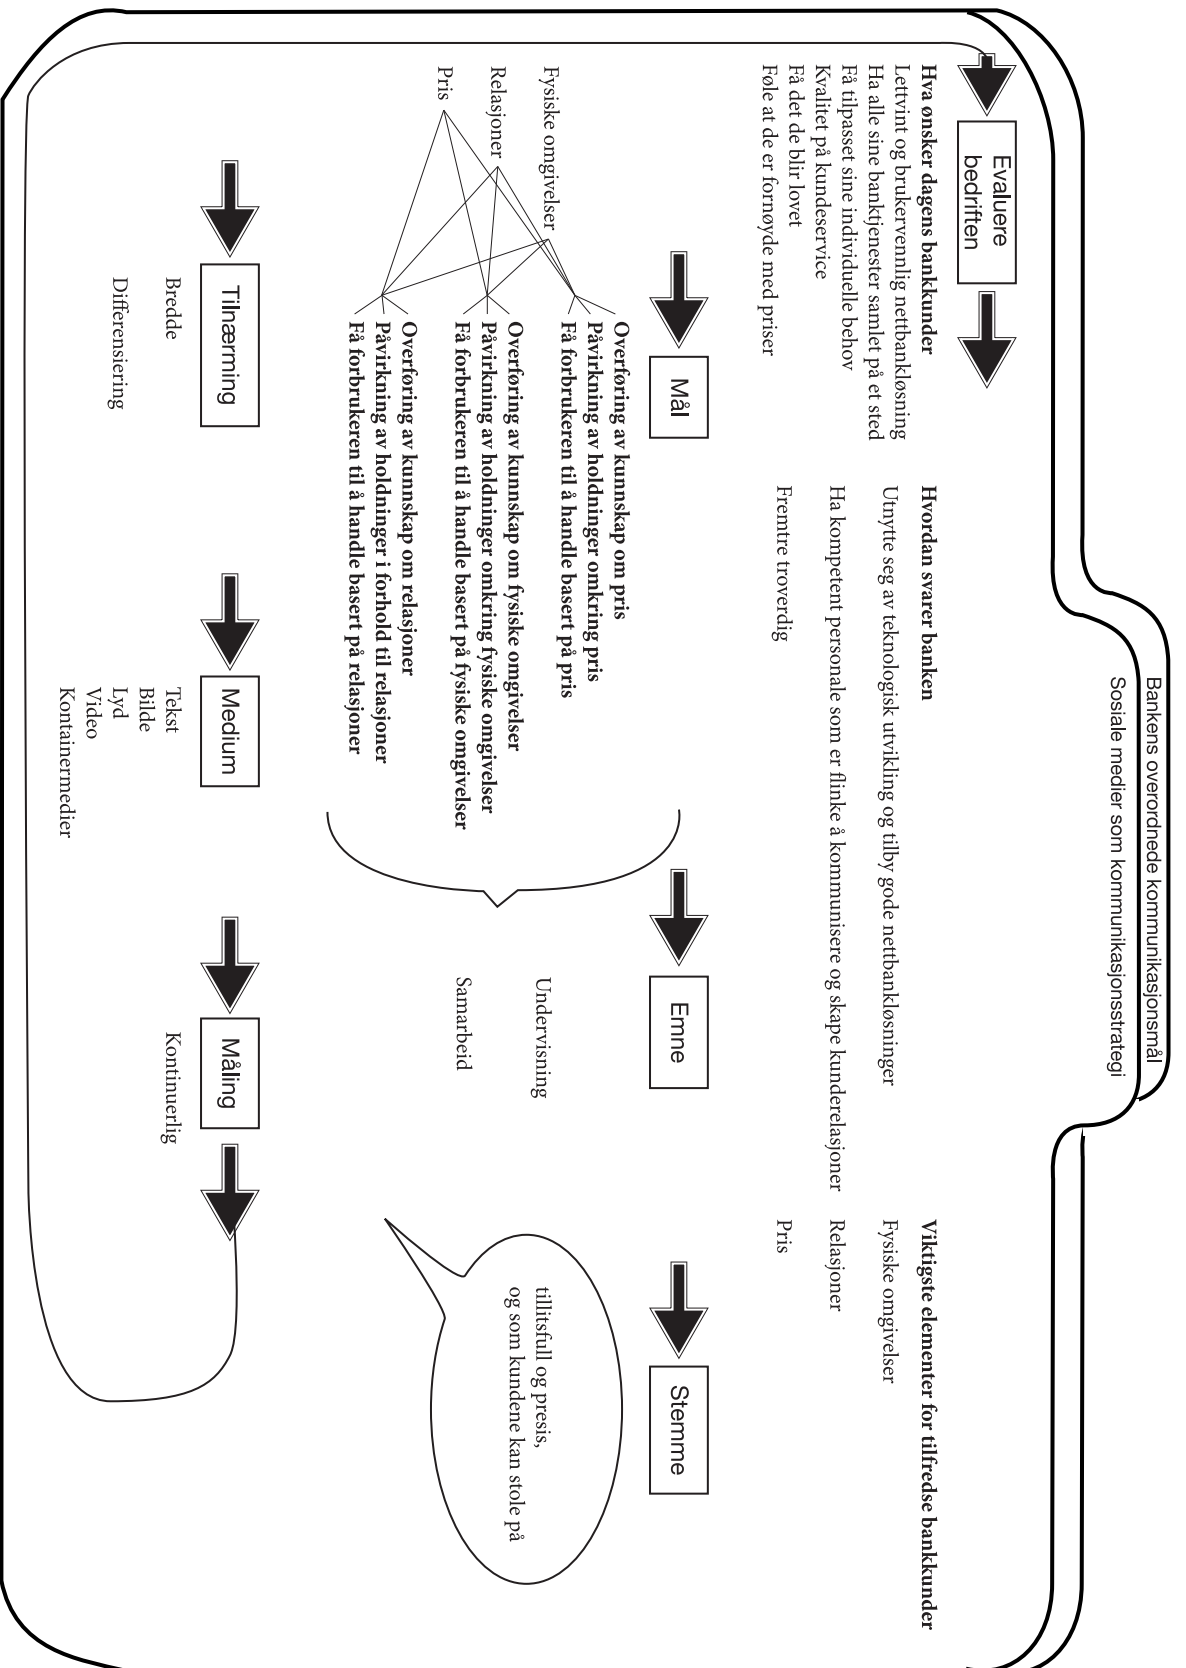 Bankens overordnede kommunikasjonsmål
Sosiale medier som kommunikasjonsstrategi
Evaluere
bedriften
Hva ønsker dagens bankkunder
Lettvint og brukervennlig nettbankløsning
Ha alle sine banktjenester samlet på et sted
Få tilpasset sine individuelle behov
Kvalitet på kundeservice
Få det de blir lovet
Føle at de er fornøyde med priser
Hvordan svarer banken
Utnytte seg av teknologisk utvikling og tilby gode nettbankløsninger
Ha kompetent personale som er flinke å kommunisere og skape kunderelasjoner
Fremtre troverdig
Viktigste elementer for tilfredse bankkunder
Fysiske omgivelser
Relasjoner
Pris
Mål
Fysiske omgivelser
Relasjoner
Pris
Overføring av kunnskap om pris
Påvirkning av holdninger omkring pris
Få forbrukeren til å handle basert på pris
Overføring av kunnskap om fysiske omgivelser
Påvirkning av holdninger omkring fysiske omgivelser
Få forbrukeren til å handle basert på fysiske omgivelser
Overføring av kunnskap om relasjoner
Påvirkning av holdninger i forhold til relasjoner
Få forbrukeren til å handle basert på relasjoner
Emne
Undervisning
Samarbeid
Stemme
tillitsfull og presis,
og som kundene kan stole på
Tilnærming
Bredde
Differensiering
Medium
Tekst
Bilde
Lyd
Video
Kontainermedier
Måling
Kontinuerlig